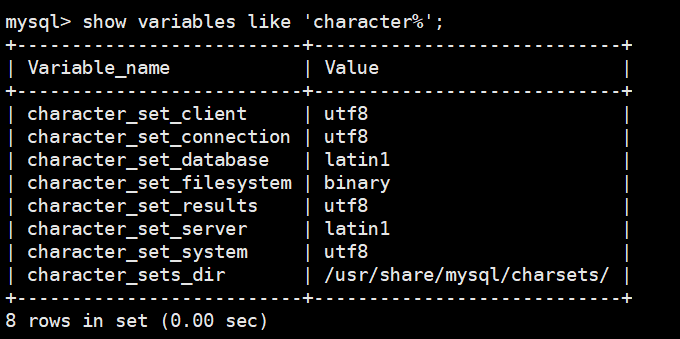 mysql> show variables like 'character%';
+--------------------------+----------------------------+
| Variable_name            | Value                      |
+--------------------------+----------------------------+
| character_set_client     | utf8                       |
| character_set_connection | utf8                       |
| character_set_database   | latin1                     |
| character_set_filesystem | binary                     |
| character_set_results    | utf8                       |
| character_set_server     | latin1                     |
| character_set_system     | utf8                       |
| character_sets_dir       | /usr/share/mysql/charsets/ |
+--------------------------+----------------------------+
8 rows in set (0.00 sec)